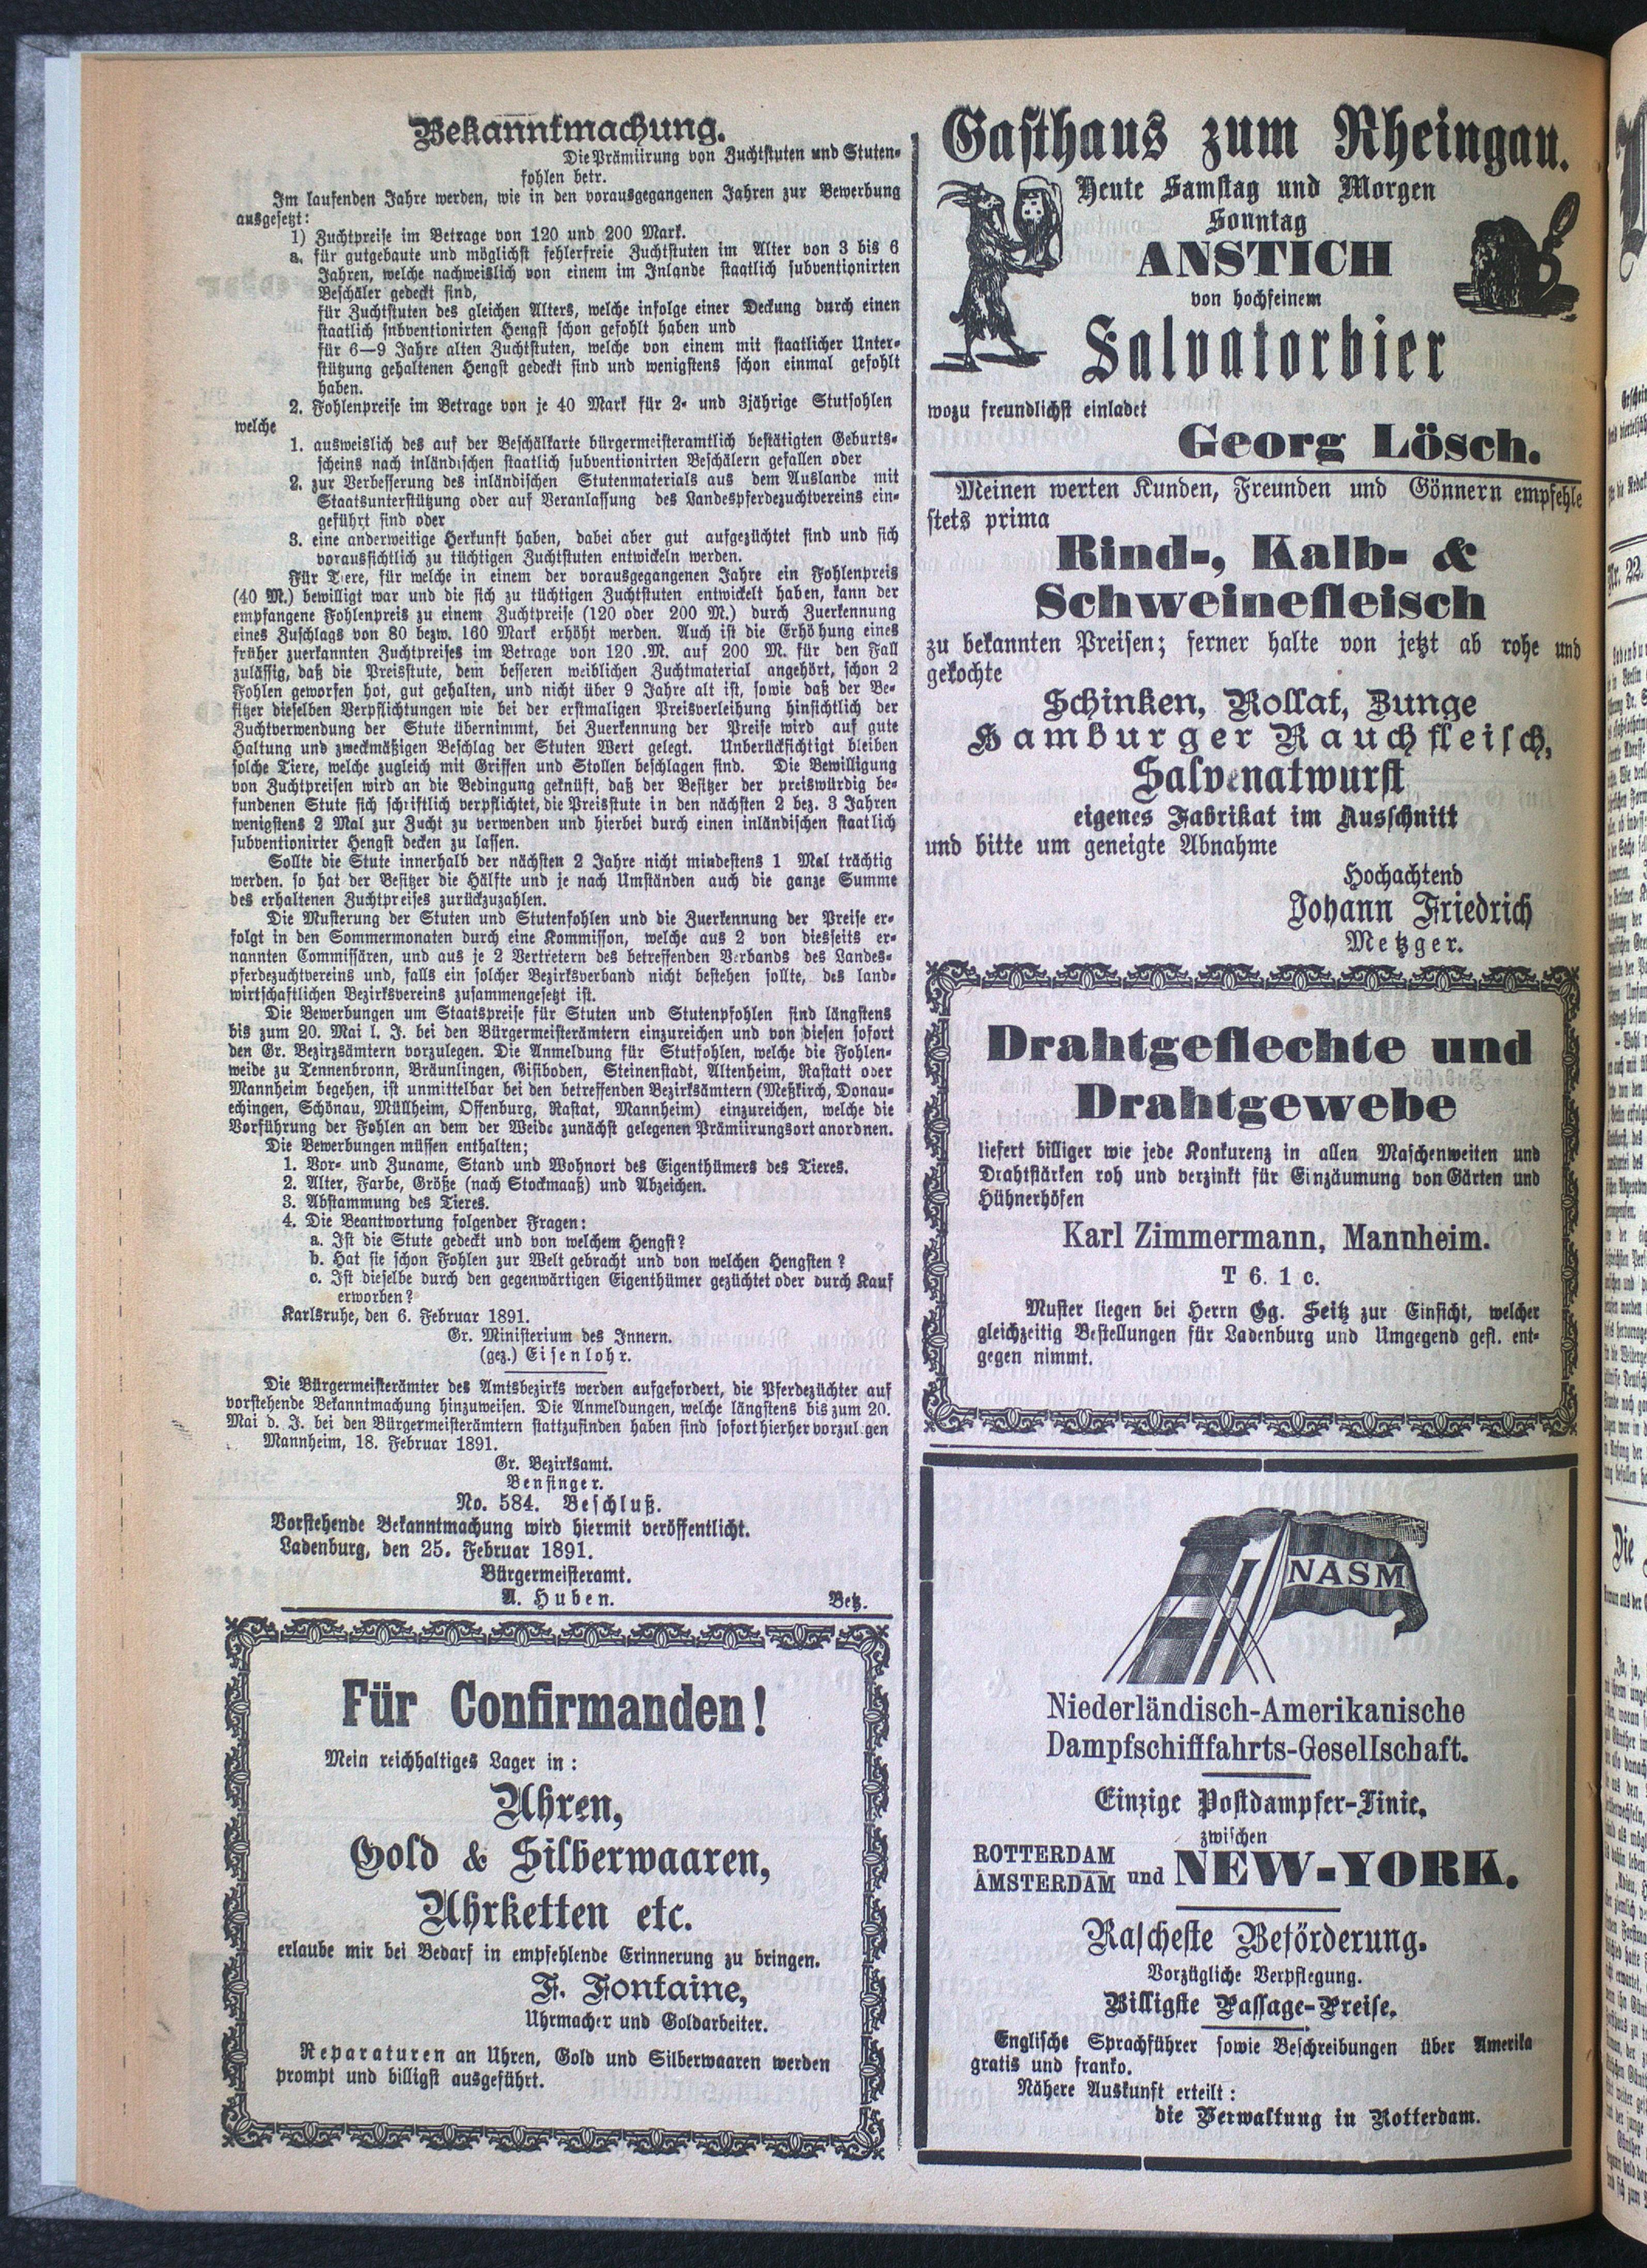 Bekanntmachung.
Die Prämiirung von Zuchtstuten und Stuten-
fohlen betr.
Im laufenden Jahre werden, wie in den vorausgegangenen Jahren zur Bewerbung
ausgesetzt:
1) Zuchtpreise im Betrage von 120 und 200 Mark.
a. für gutgebaute und möglichst fehlerfreie Zuchtstuten im Alter von 3 bis 6
Jahren, welche nachweislich von einem im Inlande staatlich subventionirten
Beschäler gedeckt sind,
für Zuchtstuten des gleichen Alters, welche infolge einer Deckung durch einen
staatlich subventionirten Hengst schon gefohlt haben und
für 6—9 Jahre alten Zuchtstuten, welche von einem mit staatlicher Unter-
stützung gehaltenen Hengst gedeckt sind und wenigstens schon einmal gefohlt
haben.
2. Fohlenpreise im Betrage von je 40 Mark für 2- und 3jährige Stutfohlen
welche
1. ausweislich des auf der Beschälkarte bürgermeisteramtlich bestätigten Geburts-
scheins nach inländischen staatlich subventionirten Beschälern gefallen oder
2. zur Verbesserung des inländischen Stutenmaterials aus dem Auslande mit
Staatsunterstützung oder auf Veranlassung des Landespferdezuchtvereins ein-
geführt sind oder
3. eine anderweitige Herkunft haben, dabei aber gut aufgezüchtet sind und sich
voraussichtlich zu tüchtigen Zuchtstuten entwickeln werden.
Für Tiere, für welche in einem der vorausgegangenen Jahre ein Fohlenpreis
(40 M.) bewilligt war und die sich zu tüchtigen Zuchtstuten entwickelt haben, kann der
empfangene Fohlenpreis zu einem Zuchtpreise (120 oder 200 M.) durch Zuerkennung
eines Zuschlags von 80 bezw. 160 Mark erhöht werden. Auch ist die Erhöhung eines
früher zuerkannten Zuchtpreises im Betrage von 120 M. auf 200 M. für den Fall
zulässig, daß die Preisstute, dem besseren weiblichen Zuchtmaterial angehört, schon 2
Fohlen geworfen hot, gut gehalten, und nicht über 9 Jahre alt ist, sowie daß der Be-
sitzer dieselben Verpflichtungen wie bei der erstmaligen Preisverleihung hinsichtlich der
Zuchtverwendung der Stute übernimmt, bei Zuerkennung der Preise wird auf gute
Haltung und zweckmäßigen Beschlag der Stuten Wert gelegt. Unberücksichtigt bleiben
solche Tiere, welche zugleich mit Griffen und Stollen beschlagen sind. Die Bewilligung
von Zuchtpreisen wird an die Bedingung geknüft, daß der Besitzer der preiswürdig be-
fundenen Stute sich schriftlich verpflichtet, die Preisstute in den nächsten 2 bez. 3 Jahren
wenigstens 2 Mal zur Zucht zu verwenden und hierbei durch einen inländischen staatlich
subventionirter Hengst decken zu lassen.
Sollte die Stute innerhalb der nächsten 2 Jahre nicht mindestens 1 Mal trächtig
werden, so hat der Besitzer die Hälfte und je nach Umständen auch die ganze Summe
des erhaltenen Zuchtpreises zurückzuzahlen.
Die Musterung der Stuten und Stutenfohlen und die Zuerkennung der Preise er-
folgt in den Sommermonaten durch eine Kommisson, welche aus 2 von diesseits er-
nannten Commissären, und aus je 2 Vertretern des betreffenden Verbands des Landes-
pferdezuchtvereins und, falls ein solcher Bezirksverband nicht bestehen sollte, des land-
wirtschaftlichen Bezirksvereins zusammengesetzt ist.
Die Bewerbungen um Staatspreise für Stuten und Stutenpfohlen sind längstens
bis zum 20. Mai l. J. bei den Bürgermeisterämtern einzureichen und von diesen sofort
den Gr. Bezirzsämtern vorzulegen. Die Anmeldung für Stutfohlen, welche die Fohlen-
weide zu Tennenbronn, Bräunlingen, Gisiboden, Steinenstadt, Altenheim, Rastatt oder
Mannheim begehen, ist unmittelbar bei den betreffenden Bezirksämtern (Meßkirch, Donau-
echingen, Schönau, Müllheim, Offenburg, Rastat, Mannheim) einzureichen, welche die
Vorführung der Fohlen an dem der Weide zunächst gelegenen Prämiirungsort anordnen.
Die Bewerbungen müssen enthalten;
1. Vor- und Zuname, Stand und Wohnort des Eigenthümers des Tieres.
2. Alter, Farbe, Größe (nach Stockmaaß) und Abzeichen.
3. Abstammung des Tieres.
4. Die Beantwortung folgender Fragen:
a. Ist die Stute gedeckt und von welchem Hengst?
b. Hat sie schon Fohlen zur Welt gebracht und von welchen Hengsten?
c. Ist dieselbe durch den gegenwärtigen Eigenthümer gezüchtet oder durch Kauf
erworben?
Karlsruhe, den 6. Februar 1891.
Gr. Ministerium des Innern.
(gez.) Eisenlohr.
Die Bürgermeisterämter des Amtsbezirks werden aufgefordert, die Pferdezüchter auf
vorstehende Bekanntmachung hinzuweisen. Die Anmeldungen, welche längstens bis zum 20.
Mai d. J. bei den Bürgermeisterämtern stattzufinden haben sind sofort hierher vorzulegen
Mannheim, 18. Februar 1891.
Gr. Bezirksamt.
Bensinger.
No. 584. Beschluß.
Vorstehende Bekanntmachung wird hiermit veröffentlicht.
Ladenburg, den 25. Februar 1891.
Bürgermeisteramt.
A. Huben. Betz.
Für Confirmanden!
Mein reichhaltiges Lager in:
Uhren,
Gold & Silberwaaren,
Uhrketten etc.
erlaube mir bei Bedarf in empfehlende Erinnerung zu bringen.
F. Fontaine,
Uhrmacher und Goldarbeiter.
Reparaturen an Uhren, Gold und Silberwaaren werden
prompt und billigst ausgeführt.
Gasthaus zum Rheingau.
Heute Samstag und Morgen
Sonntag
ANSTICH
von hochfeinem
Salvatorbier
wozu freundlichst einladet
Georg Lösch.
Meinen werten Kunden, Freunden und Gönnern empfehle
stets prima
Rind-, Kalb- &
Schweinefleisch
zu bekannten Preisen; ferner halte von jetzt ab rohe und
gekochte
Schinken, Rollat, Zunge
Hamburger Rauchfleisch,
Salvenatwurst
eigenes Fabrikat im Ausschnitt
und bitte um geneigte Abnahme
Hochachtend
Johann Friedrich
Metzger.
Drahtgeflechte und
Drahtgewebe
liefert billiger wie jede Konkurenz in allen Maschenweiten und
Drahtstärken roh und verzinkt für Einzäumung von Gärten und
Hühnerhöfen
Karl Zimmermann, Mannheim.
T 6. 1 c.
Muster liegen bei Herrn Gg. Seitz zur Einsicht, welcher
gleichzeitig Bestellungen für Ladenburg und Umgegend gefl. ent-
gegen nimmt.
NASM
Niederländisch-Amerikanische
Dampfschifffahrts-Gesellschaft.
Einzige Postdampfer-Linie,
zwischen
ROTTERDAM
AMSTERDAM und NEW-YORK.
Rascheste Beförderung.
Vorzügliche Verpflegung.
Billigste Passage-Preise.
Englische Sprachführer sowie Beschreibungen über Amerika
gratis und franko.
Nähere Auskunft erteilt:
die Verwaltung in Rotterdam.